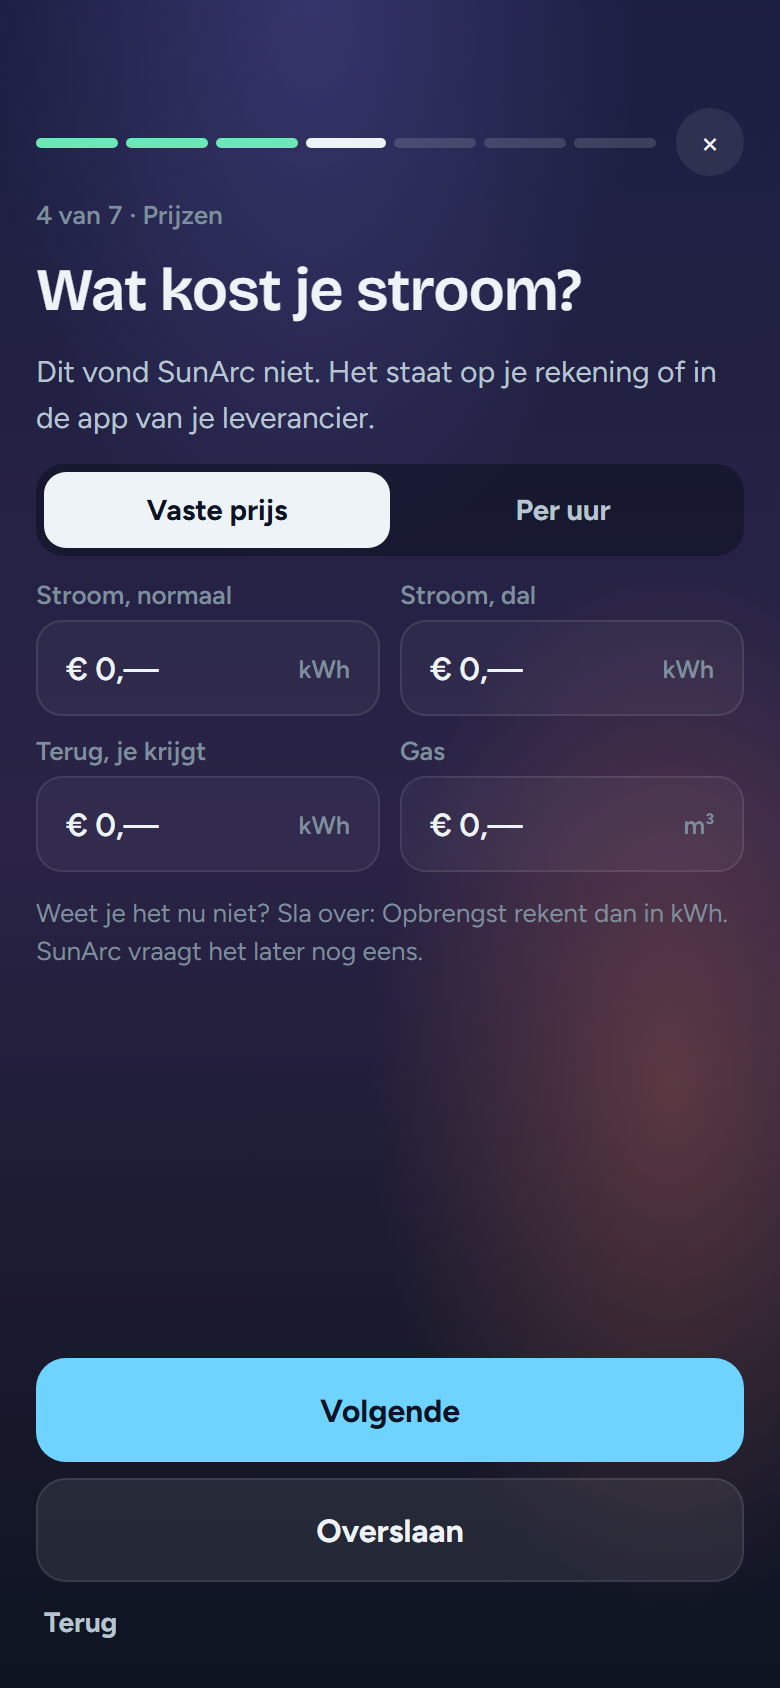 ×
4 van 7 · Prijzen
Wat kost je stroom?
Dit vond SunArc niet. Het staat op je rekening of in
de app van je leverancier.
Vaste prijs
Per uur
Stroom, normaal
Stroom, dal
€ 0,—
kWh
€ 0,—
kWh
Terug, je krijgt
Gas
€ 0,—
kWh
€ 0,—
m³
Weet je het nu niet? Sla over: Opbrengst rekent dan in kWh.
SunArc vraagt het later nog eens.
Volgende
Overslaan
Terug